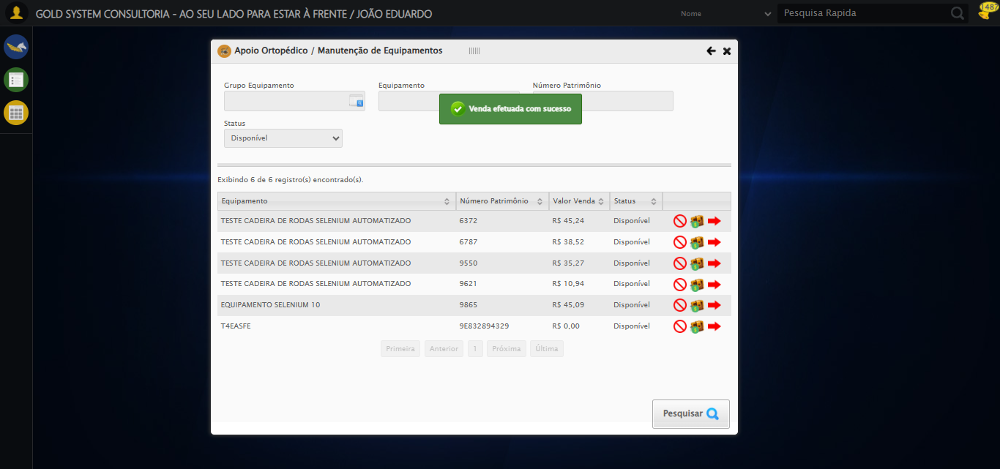 GOLD SYSTEM CONSULTORIA - AO SEU LADO PARA ESTAR À FRENTE / JOÃO EDUARDO
Nome
Pesquisa Rapida
1487
Apoio Ortopédico / Manutenção de Equipamentos
Grupo Equipamento
Equipamento
Número Patrimônio
Venda efetuada com sucesso
Status
Disponível
Exibindo 6 de 6 registro(s) encontrado(s).
Equipamento Número Patrimônio Valor Venda Status
TESTE CADEIRA DE RODAS SELENIUM AUTOMATIZADO 6372 R$ 45,24 Disponível
TESTE CADEIRA DE RODAS SELENIUM AUTOMATIZADO 6787 R$ 38,52 Disponível
TESTE CADEIRA DE RODAS SELENIUM AUTOMATIZADO 9550 R$ 35,27 Disponível
TESTE CADEIRA DE RODAS SELENIUM AUTOMATIZADO 9621 R$ 10,94 Disponível
EQUIPAMENTO SELENIUM 10 9865 R$ 45,09 Disponível
T4EASFE 9E832894329 R$ 0,00 Disponível
Primeira Anterior 1 Próxima Última
Pesquisar